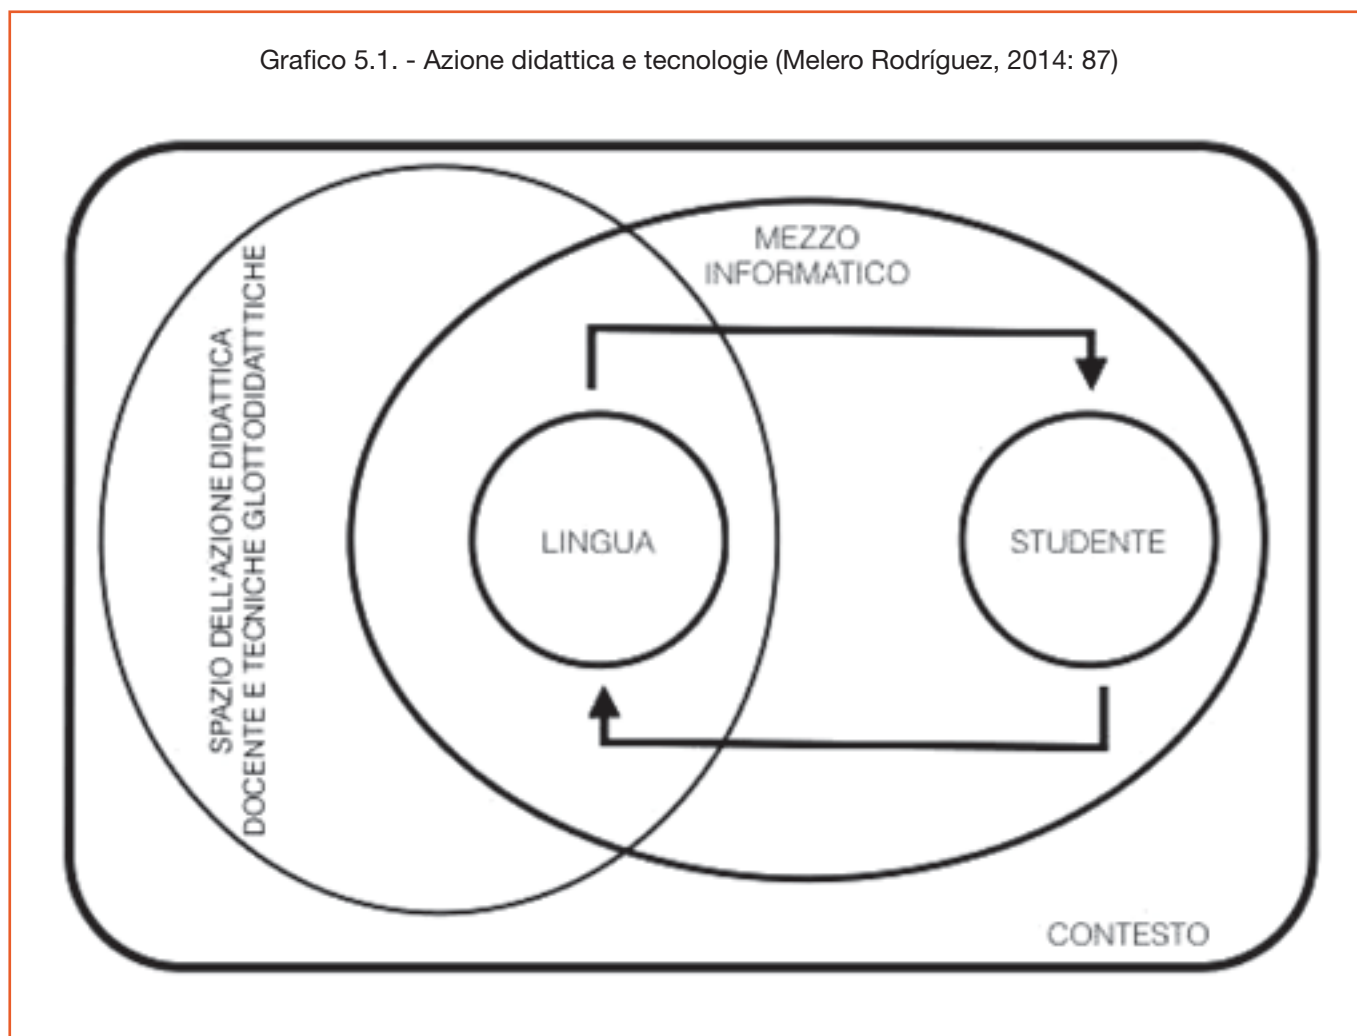 Grafico 5.1. - Azione didattica e tecnologie (Melero Rodríguez, 2014: 87)
MEZZO
INFORMATICO
SPAZIO DELL'AZIONE DIDATTICA
DOCENTE E TECNICHE GLOTTODIDATTTICHE
LINGUA
STUDENTE
CONTESTO